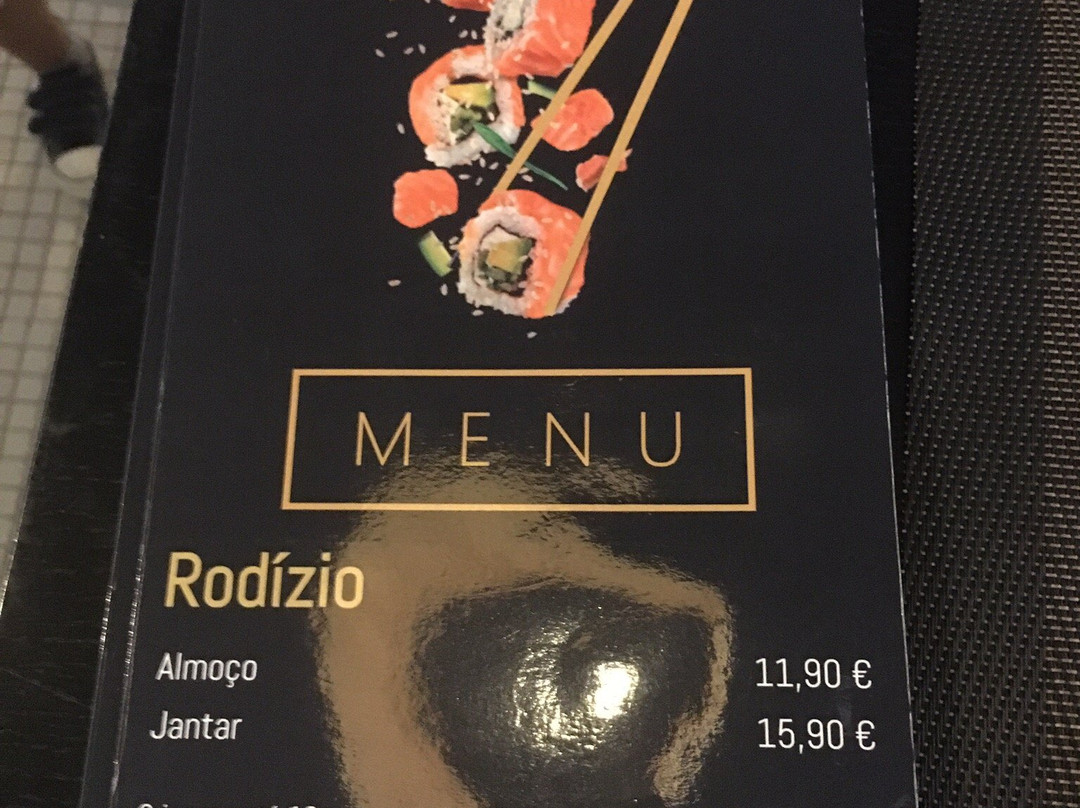 MENU
Rodízio
Almoço 11,90 €
Jantar 15,90 €